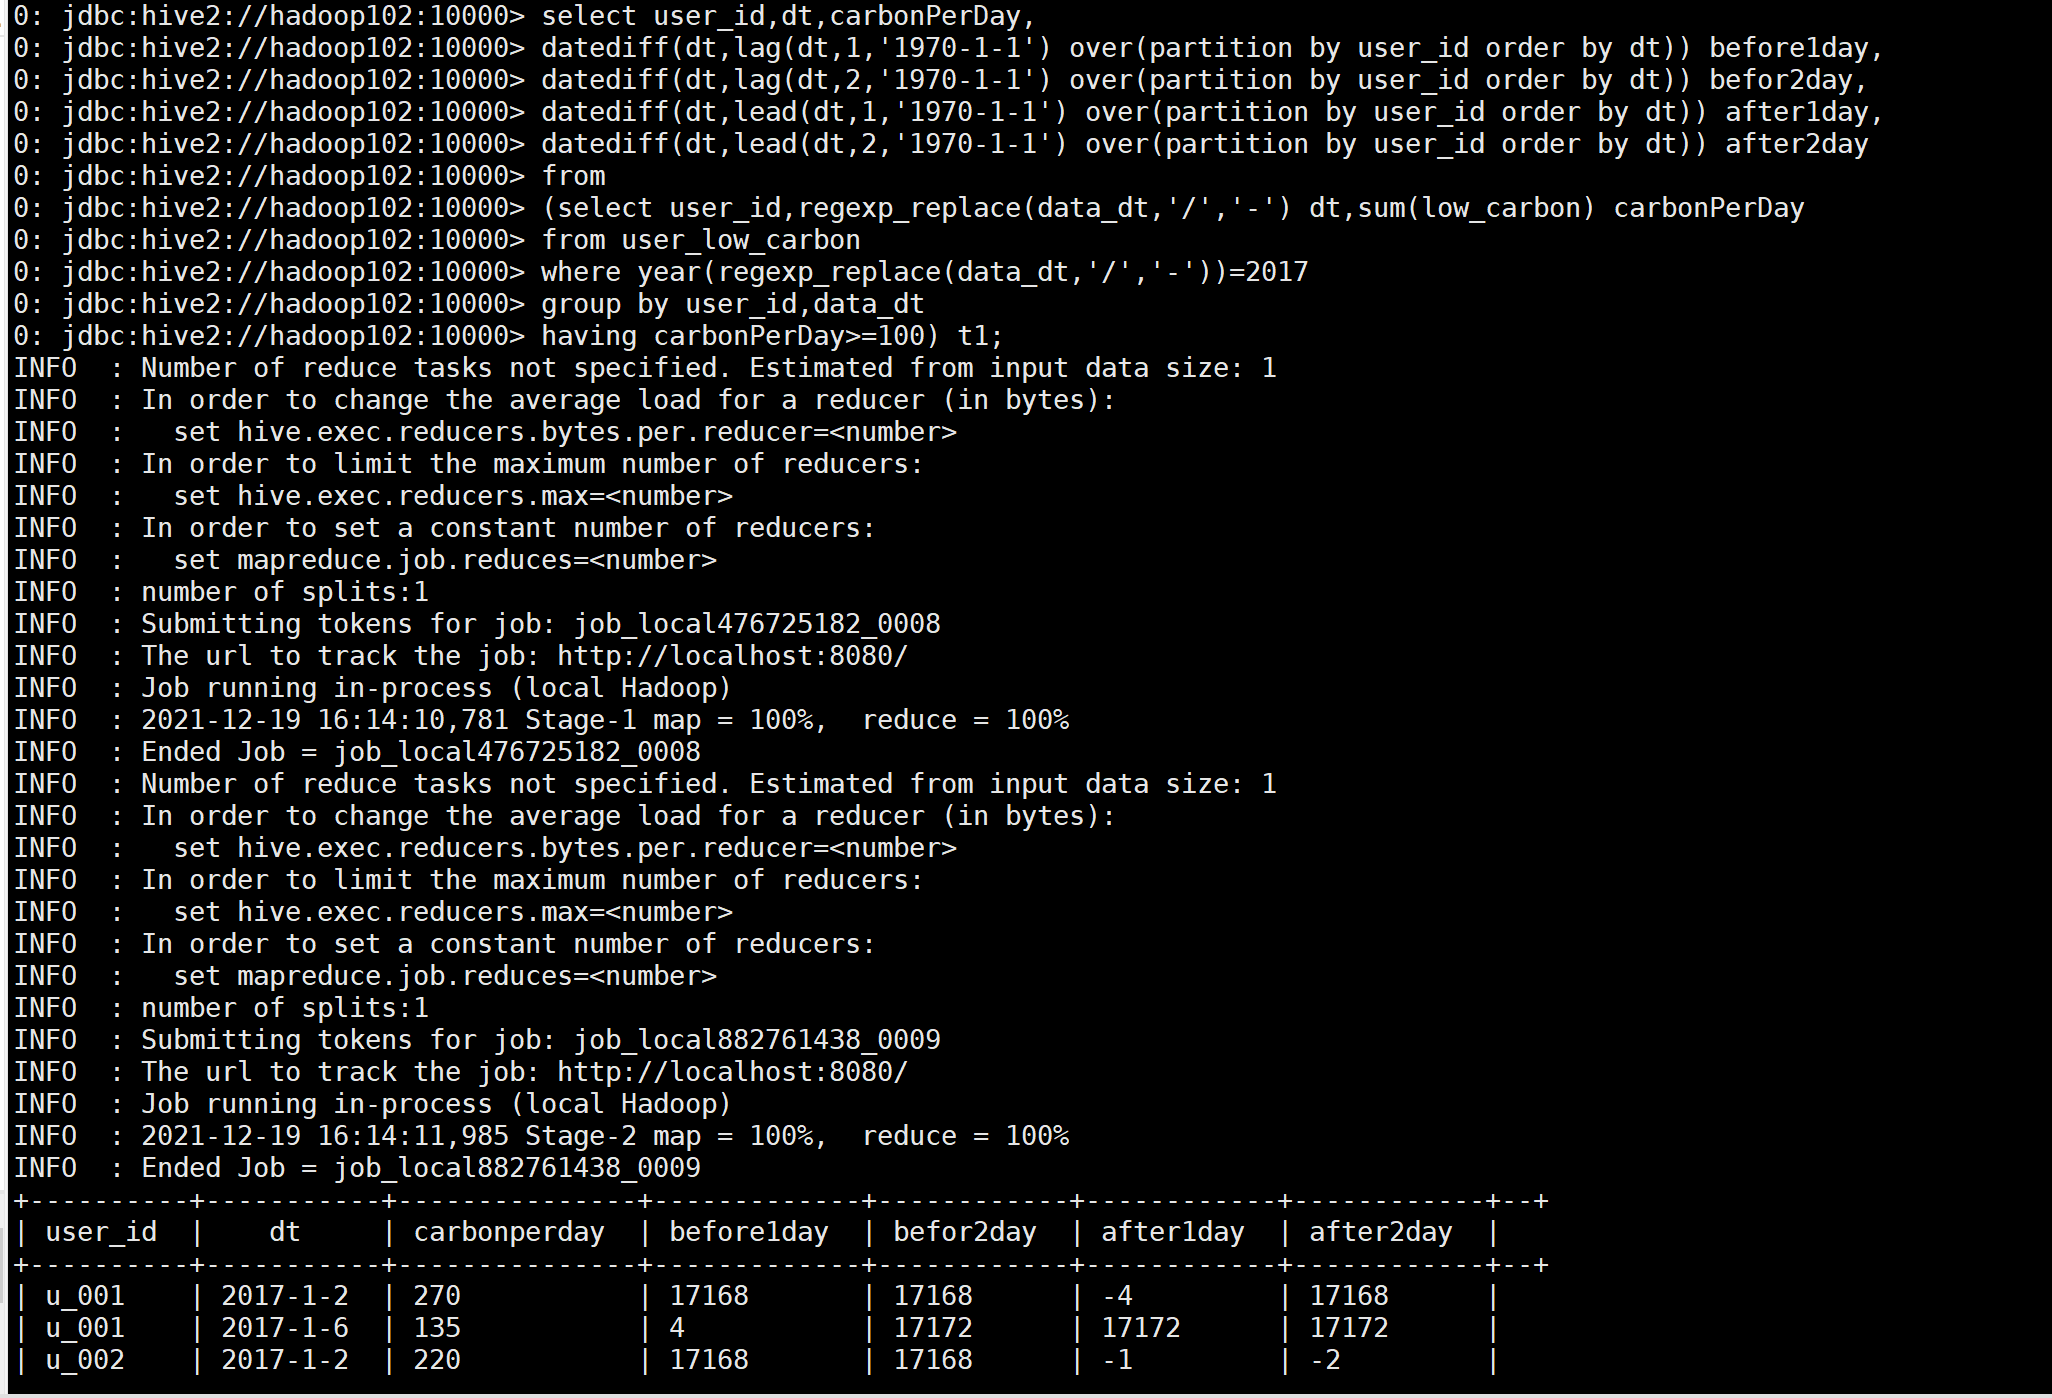 0: jdbc:hive2://hadoop102:10000> select user_id,dt,carbonPerDay,
0: jdbc:hive2://hadoop102:10000> datediff(dt,lag(dt,1,'1970-1-1') over(partition by user_id order by dt)) before1day,
0: jdbc:hive2://hadoop102:10000> datediff(dt,lag(dt,2,'1970-1-1') over(partition by user_id order by dt)) befor2day,
0: jdbc:hive2://hadoop102:10000> datediff(dt,lead(dt,1,'1970-1-1') over(partition by user_id order by dt)) after1day,
0: jdbc:hive2://hadoop102:10000> datediff(dt,lead(dt,2,'1970-1-1') over(partition by user_id order by dt)) after2day
0: jdbc:hive2://hadoop102:10000> from
0: jdbc:hive2://hadoop102:10000> (select user_id,regexp_replace(data_dt,'/','-') dt,sum(low_carbon) carbonPerDay
0: jdbc:hive2://hadoop102:10000> from user_low_carbon
0: jdbc:hive2://hadoop102:10000> where year(regexp_replace(data_dt,'/','-'))=2017
0: jdbc:hive2://hadoop102:10000> group by user_id,data_dt
0: jdbc:hive2://hadoop102:10000> having carbonPerDay>=100) t1;
INFO  : Number of reduce tasks not specified. Estimated from input data size: 1
INFO  : In order to change the average load for a reducer (in bytes):
INFO  :   set hive.exec.reducers.bytes.per.reducer=<number>
INFO  : In order to limit the maximum number of reducers:
INFO  :   set hive.exec.reducers.max=<number>
INFO  : In order to set a constant number of reducers:
INFO  :   set mapreduce.job.reduces=<number>
INFO  : number of splits:1
INFO  : Submitting tokens for job: job_local476725182_0008
INFO  : The url to track the job: http://localhost:8080/
INFO  : Job running in-process (local Hadoop)
INFO  : 2021-12-19 16:14:10,781 Stage-1 map = 100%,  reduce = 100%
INFO  : Ended Job = job_local476725182_0008
INFO  : Number of reduce tasks not specified. Estimated from input data size: 1
INFO  : In order to change the average load for a reducer (in bytes):
INFO  :   set hive.exec.reducers.bytes.per.reducer=<number>
INFO  : In order to limit the maximum number of reducers:
INFO  :   set hive.exec.reducers.max=<number>
INFO  : In order to set a constant number of reducers:
INFO  :   set mapreduce.job.reduces=<number>
INFO  : number of splits:1
INFO  : Submitting tokens for job: job_local882761438_0009
INFO  : The url to track the job: http://localhost:8080/
INFO  : Job running in-process (local Hadoop)
INFO  : 2021-12-19 16:14:11,985 Stage-2 map = 100%,  reduce = 100%
INFO  : Ended Job = job_local882761438_0009
+----------+-----------+---------------+-------------+------------+------------+------------+--+
| user_id  |    dt     | carbonperday  | before1day  | befor2day  | after1day  | after2day  |
+----------+-----------+---------------+-------------+------------+------------+------------+--+
| u_001    | 2017-1-2  | 270           | 17168       | 17168      | -4         | 17168      |
| u_001    | 2017-1-6  | 135           | 4           | 17172      | 17172      | 17172      |
| u_002    | 2017-1-2  | 220           | 17168       | 17168      | -1         | -2         |